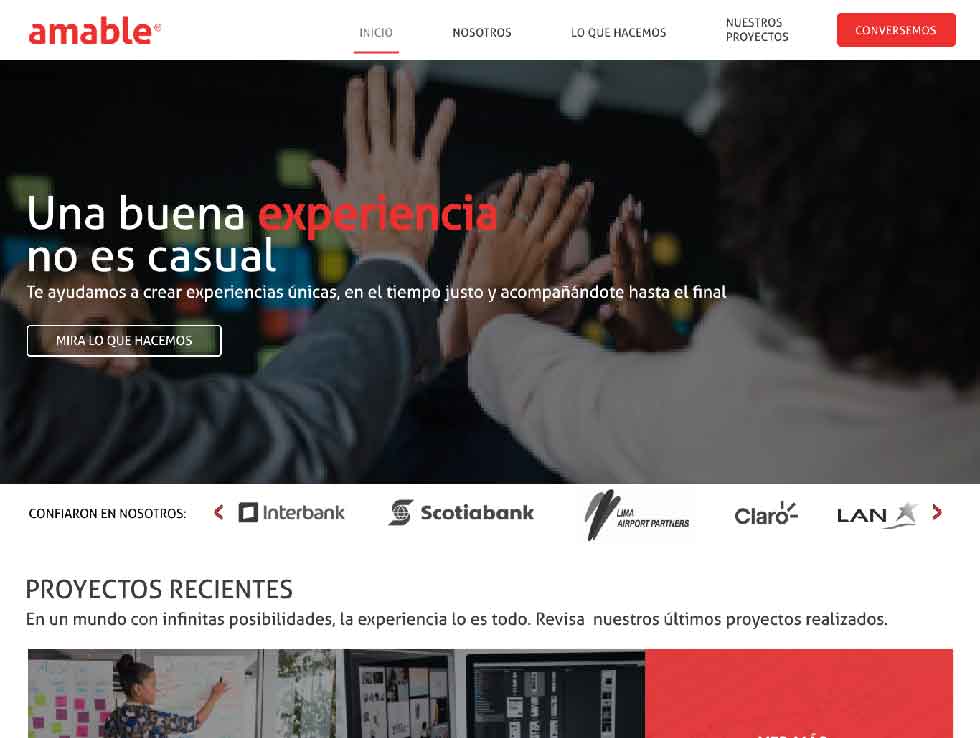 amable®
INICIO
NOSOTROS
LO QUE HACEMOS
NUESTROS
PROYECTOS
CONVERSEMOS
Una buena experiencia
no es casual
Te ayudamos a crear experiencias únicas, en el tiempo justo y acompañándote hasta el final
MIRA LO QUE HACEMOS
CONFIARON EN NOSOTROS:
Interbank
Scotiabank
LIMA
AIRPORT PARTNERS
Claro
LAN
PROYECTOS RECIENTES
En un mundo con infinitas posibilidades, la experiencia lo es todo. Revisa  nuestros últimos proyectos realizados.